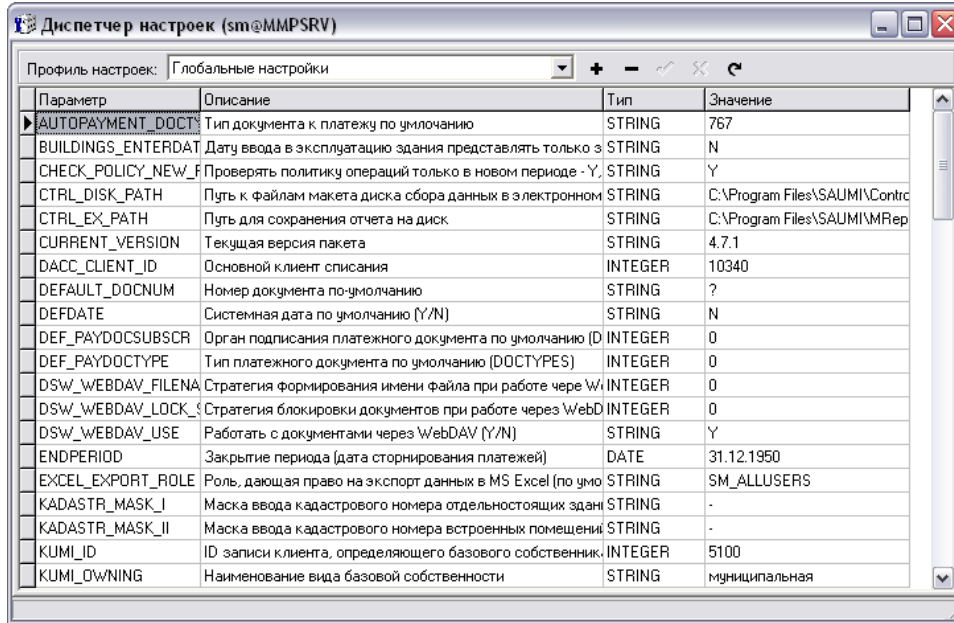 Диспетчер настроек (sm@MMPSRV)
Профиль настроек: Глобальные настройки
Параметр Описание Тип Значение
AUTOPAYMENT_DOCTY Тип документа к платежу по умлочанию STRING 767
BUILDINGS_ENTERDAT Дату ввода в эксплуатацию здания представлять только з STRING N
CHECK_POLICY_NEW_F Проверять политику операций только в новом периоде - Y, STRING Y
CTRL_DISK_PATH Путь к файлам макета диска сбора данных в электронном STRING C:\Program Files\SAUMI\Contro
CTRL_EX_PATH Путь для сохранения отчета на диск STRING C:\Program Files\SAUMI\MRep
CURRENT_VERSION Текущая версия пакета STRING 4.7.1
DACC_CLIENT_ID Основной клиент списания INTEGER 10340
DEFAULT_DOCNUM Номер документа по-умолчанию STRING ?
DEFDATE Системная дата по умолчанию (Y/N) STRING N
DEF_PAYDOCSUBSCR Орган подписания платежного документа по умолчанию (D INTEGER 0
DEF_PAYDOCTYPE Тип платежного документа по умолчанию (DOCTYPES) INTEGER 0
DSW_WEBDAV_FILENA Стратегия формирования имени файла при работе чере W INTEGER 0
DSW_WEBDAV_LOCK_S Стратегия блокировки документов при работе через WebD INTEGER 0
DSW_WEBDAV_USE Работать с документами через WebDAV (Y/N) STRING Y
ENDPERIOD Закрытие периода (дата сторнирования платежей) DATE 31.12.1950
EXCEL_EXPORT_ROLE Роль, дающая право на экспорт данных в MS Excel (по умо STRING SM_ALLUSERS
KADASTR_MASK_I Маска ввода кадастрового номера отдельностоящих здан STRING -
KADASTR_MASK_II Маска ввода кадастрового номера встроенных помещений STRING -
KUMI_ID ID записи клиента, определяющего базового собственник INTEGER 5100
KUMI_OWNING Наименование вида базовой собственности STRING муниципальная